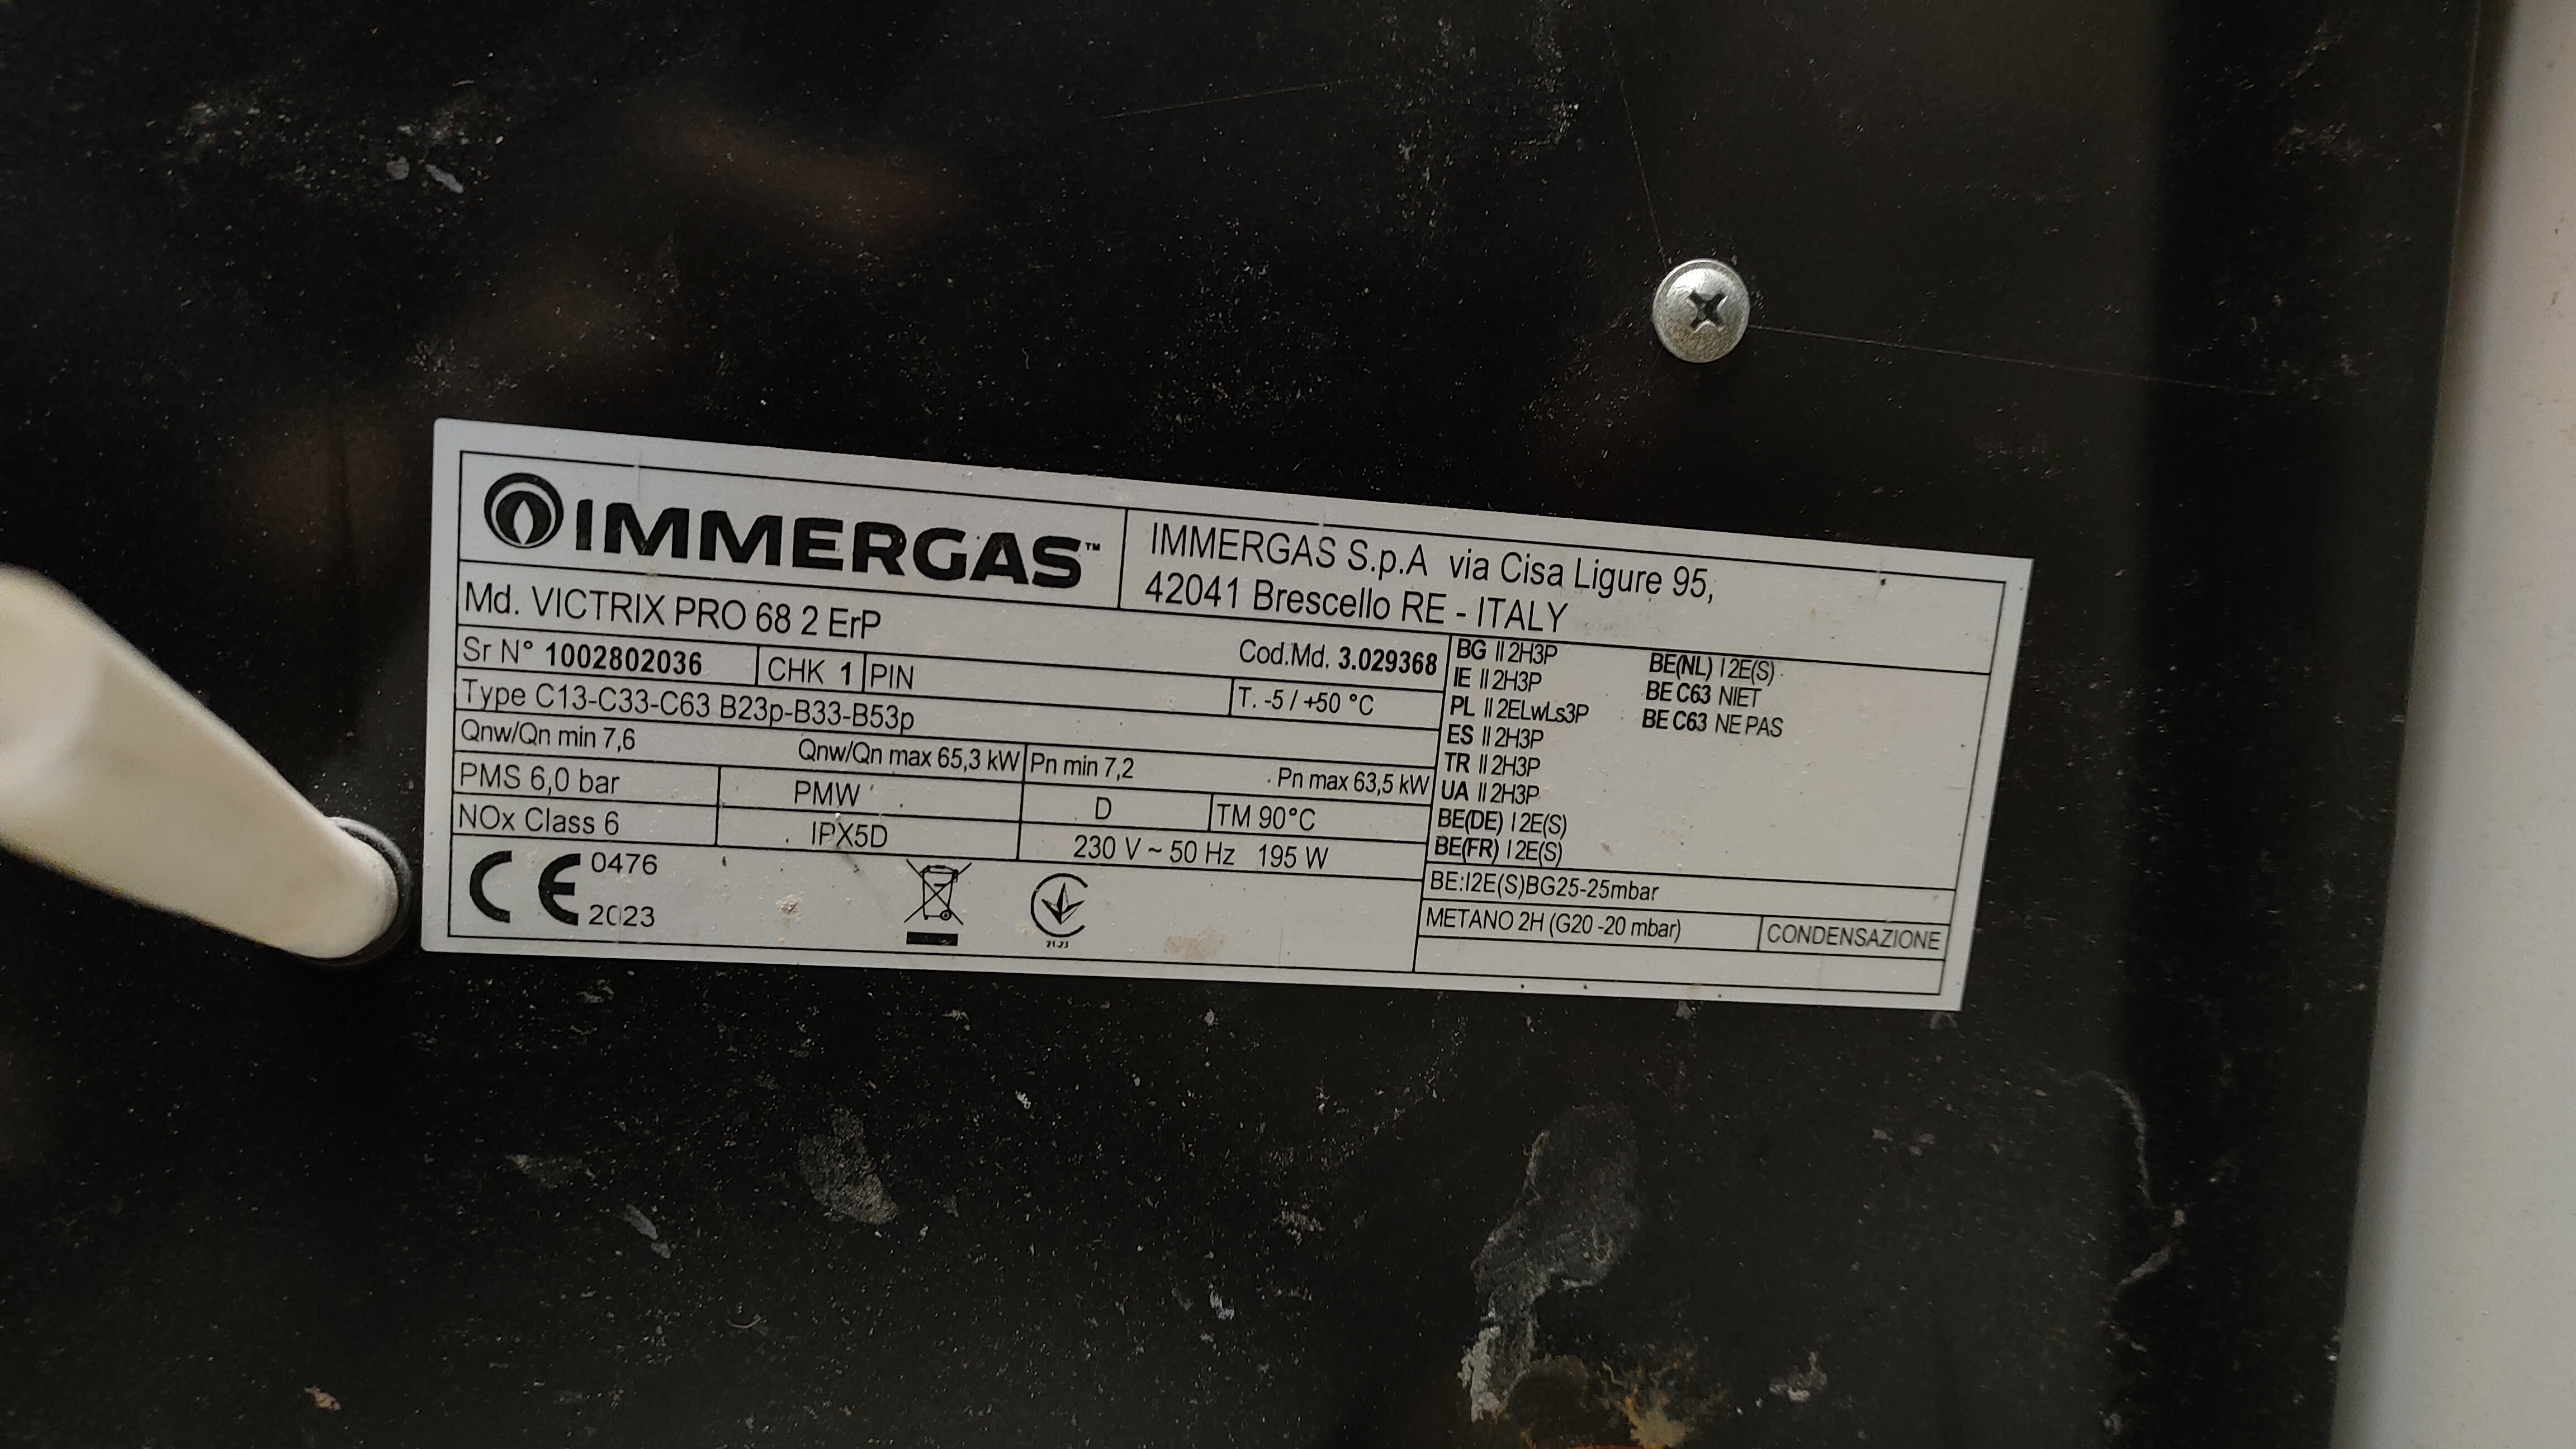 IMMERGAS™
IMMERGAS S.p.A via Cisa Ligure 95,
42041 Brescello RE - ITALY
Md. VICTRIX PRO 68 2 ErP
Cod.Md. 3.029368
Sr N° 1002802036 CHK 1 PIN
T. -5 / +50 °C
Type C13-C33-C63 B23p-B33-B53p
Qnw/Qn min 7,6 Qnw/Qn max 65,3 kW Pn min 7,2 Pn max 63,5 kW
PMS 6,0 bar PMW D TM 90°C
NOx Class 6 IPX5D 230 V ~ 50 Hz 195 W
CE 0476
2023
21-23
BG II 2H3P
IE II 2H3P
PL II 2ELwLs3P
ES II 2H3P
TR II 2H3P
UA II 2H3P
BE(DE) I 2E(S)
BE(FR) I 2E(S)
BE(NL) I 2E(S)
BE C63 NIET
BE C63 NE PAS
BE:I2E(S)BG25-25mbar
METANO 2H (G20 -20 mbar) CONDENSAZIONE